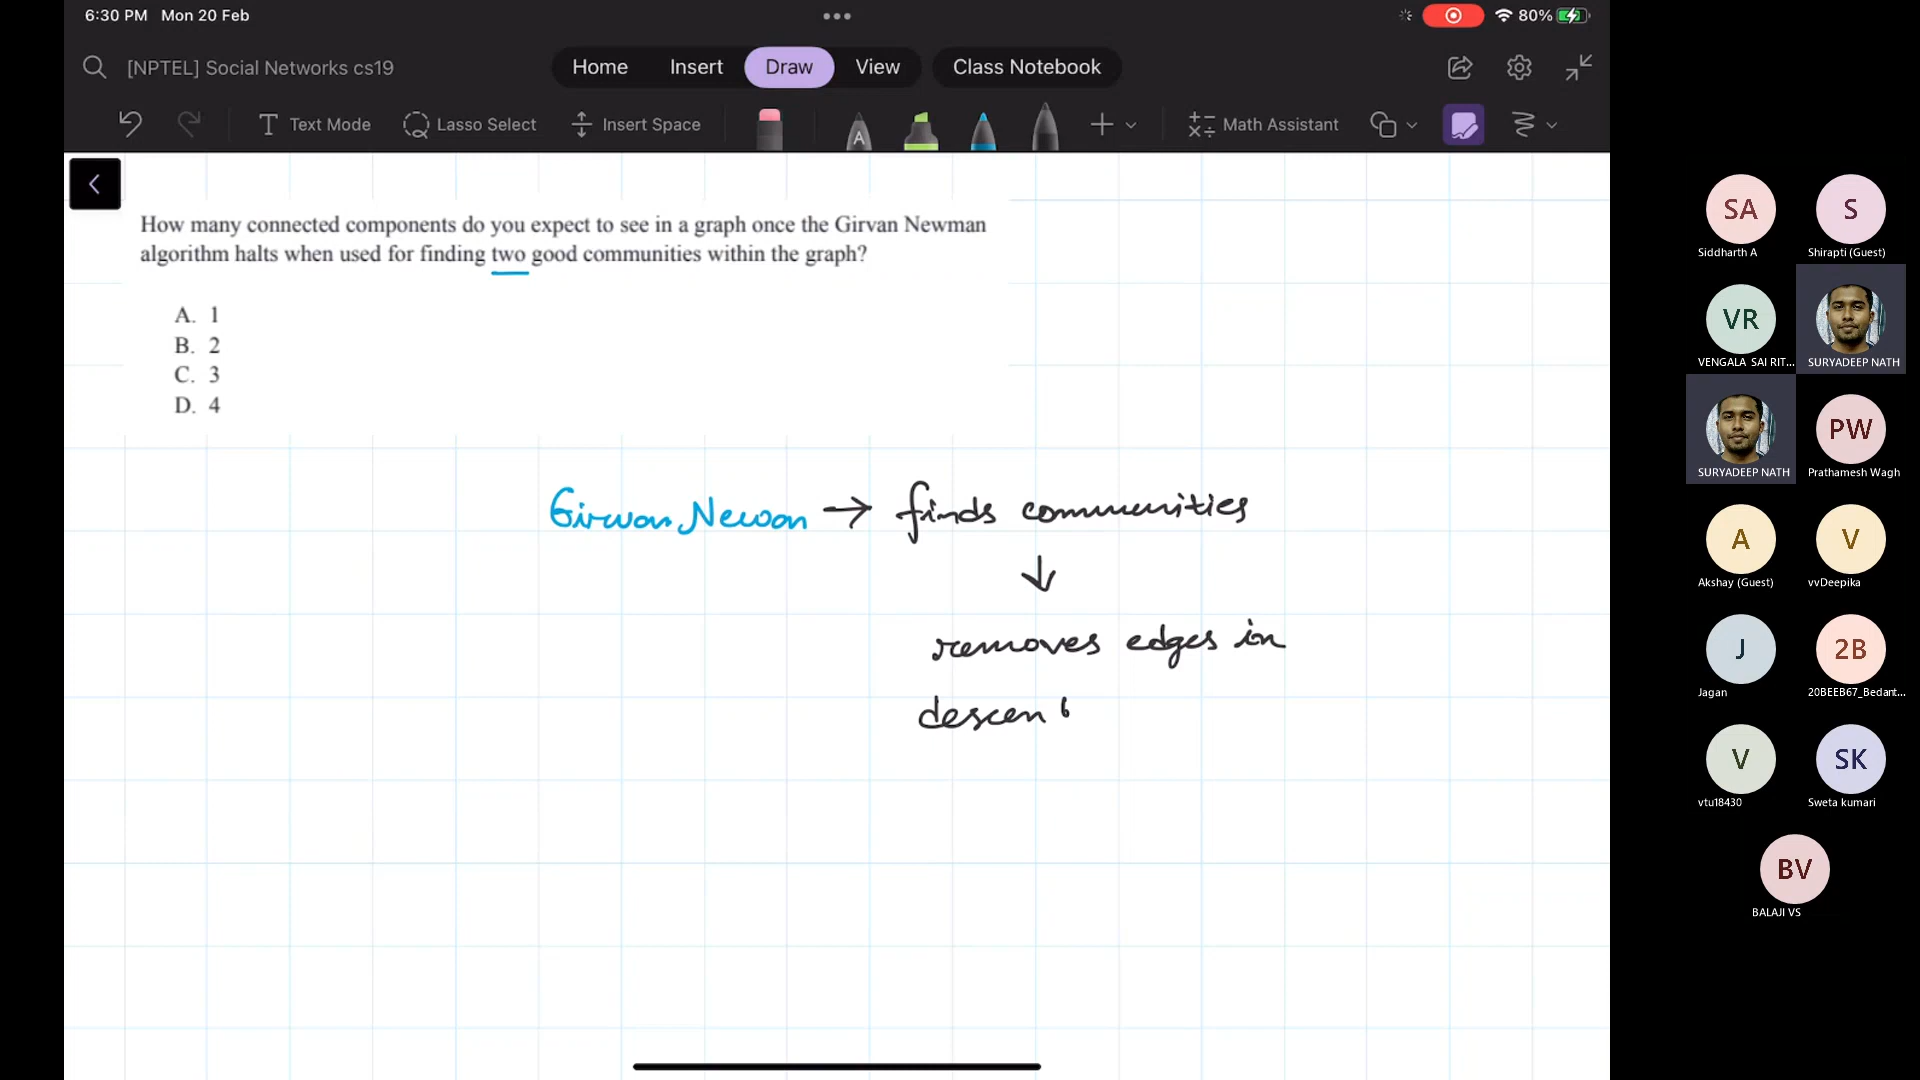 6:30 PM Mon 20 Feb
80%
[NPTEL] Social Networks cs19
Home Insert Draw View Class Notebook
Text Mode Lasso Select Insert Space Math Assistant
How many connected components do you expect to see in a graph once the Girvan Newman
algorithm halts when used for finding two good communities within the graph?
A. 1
B. 2
C. 3
D. 4
Girvan Newman → finds communities
↓
removes edges in
descen
SA S
Siddharth A Shirapti (Guest)
VR
VENGALA SAI RIT... SURYADEEP NATH
PW
SURYADEEP NATH Prathamesh Wagh
A V
Akshay (Guest) vvDeepika
J 2B
Jagan 20BEEB67_Bedant...
V SK
vtu18430 Sweta kumari
BV
BALAJI VS